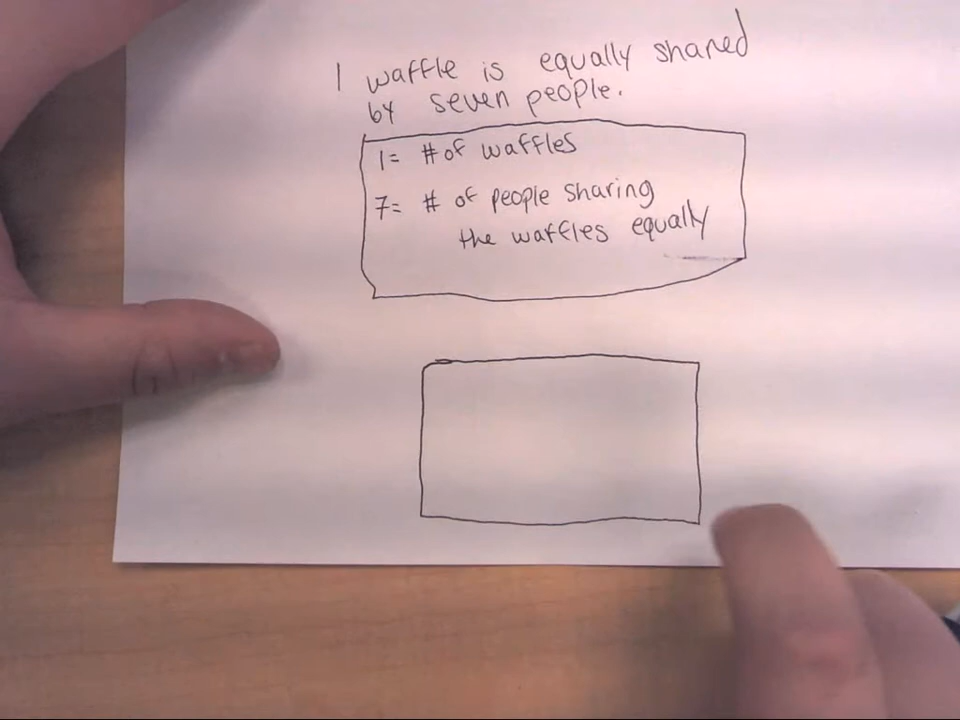 1 waffle is equally shared
by seven people.
1= # of waffles
7= # of people sharing
the waffles equally